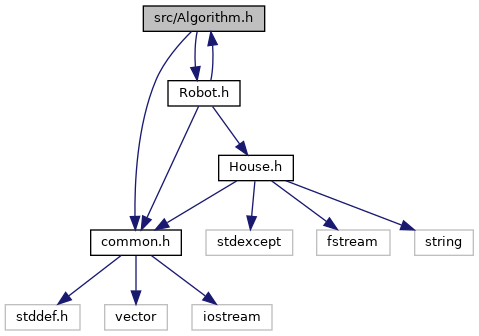 src/Algorithm.h
Robot.h
House.h
common.h
stdexcept
fstream
string
stddef.h
vector
iostream